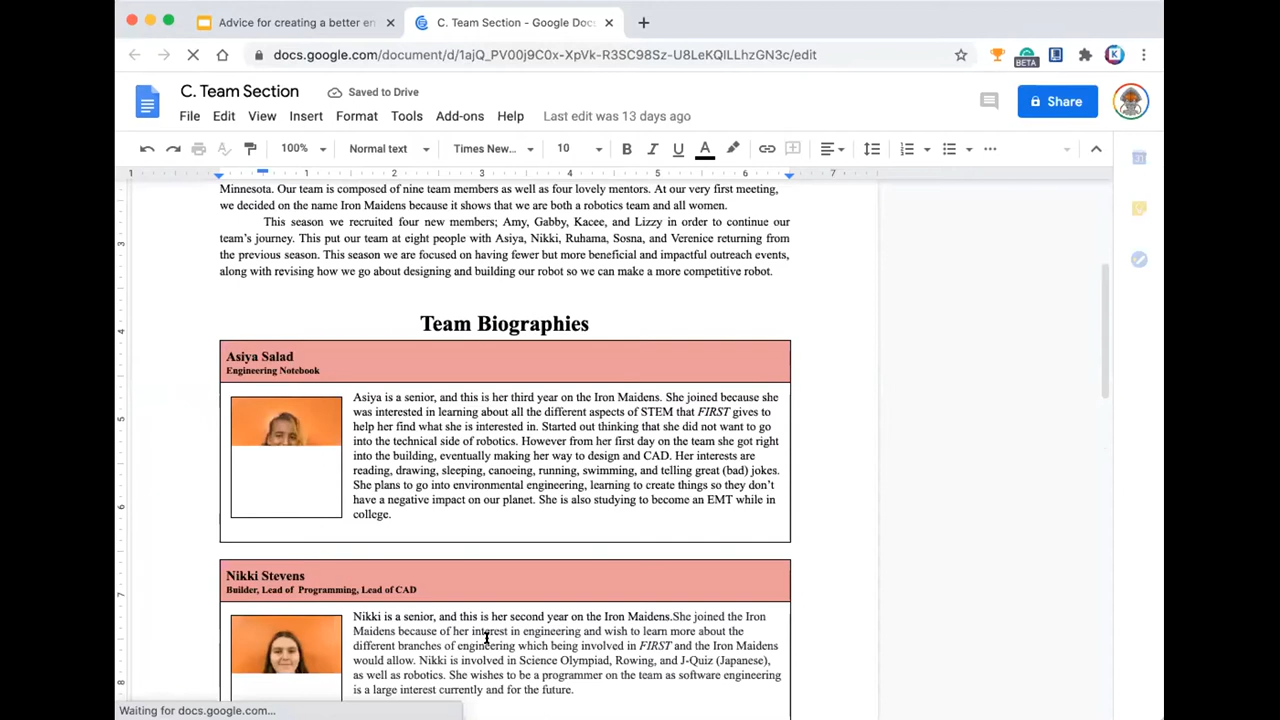 Advice for creating a better en
C. Team Section - Google Docs
docs.google.com/document/d/1ajQ_PV00j9C0x-XpVk-R3SC98Sz-U8LeKQlLLhzGN3c/edit
BETA
K
C. Team Section
Saved to Drive
File Edit View Insert Format Tools Add-ons Help Last edit was 13 days ago
Share
100% Normal text Times New... 10 B I U A
1 1 2 3 4 5 6 7
Minnesota. Our team is composed of nine team members as well as four lovely mentors. At our very first meeting,
we decided on the name Iron Maidens because it shows that we are both a robotics team and all women.
This season we recruited four new members; Amy, Gabby, Kacee, and Lizzy in order to continue our
team's journey. This put our team at eight people with Asiya, Nikki, Ruhama, Sosna, and Verenice returning from
the previous season. This season we are focused on having fewer but more beneficial and impactful outreach events,
along with revising how we go about designing and building our robot so we can make a more competitive robot.
Team Biographies
Asiya Salad
Engineering Notebook
Asiya is a senior, and this is her third year on the Iron Maidens. She joined because she
was interested in learning about all the different aspects of STEM that FIRST gives to
help her find what she is interested in. Started out thinking that she did not want to go
into the technical side of robotics. However from her first day on the team she got right
into the building, eventually making her way to design and CAD. Her interests are
reading, drawing, sleeping, canoeing, running, swimming, and telling great (bad) jokes.
She plans to go into environmental engineering, learning to create things so they don't
have a negative impact on our planet. She is also studying to become an EMT while in
college.
Nikki Stevens
Builder, Lead of Programming, Lead of CAD
Nikki is a senior, and this is her second year on the Iron Maidens.She joined the Iron
Maidens because of her interest in engineering and wish to learn more about the
different branches of engineering which being involved in FIRST and the Iron Maidens
would allow. Nikki is involved in Science Olympiad, Rowing, and J-Quiz (Japanese),
as well as robotics. She wishes to be a programmer on the team as software engineering
is a large interest currently and for the future.
3
4
5
6
7
8
Waiting for docs.google.com...